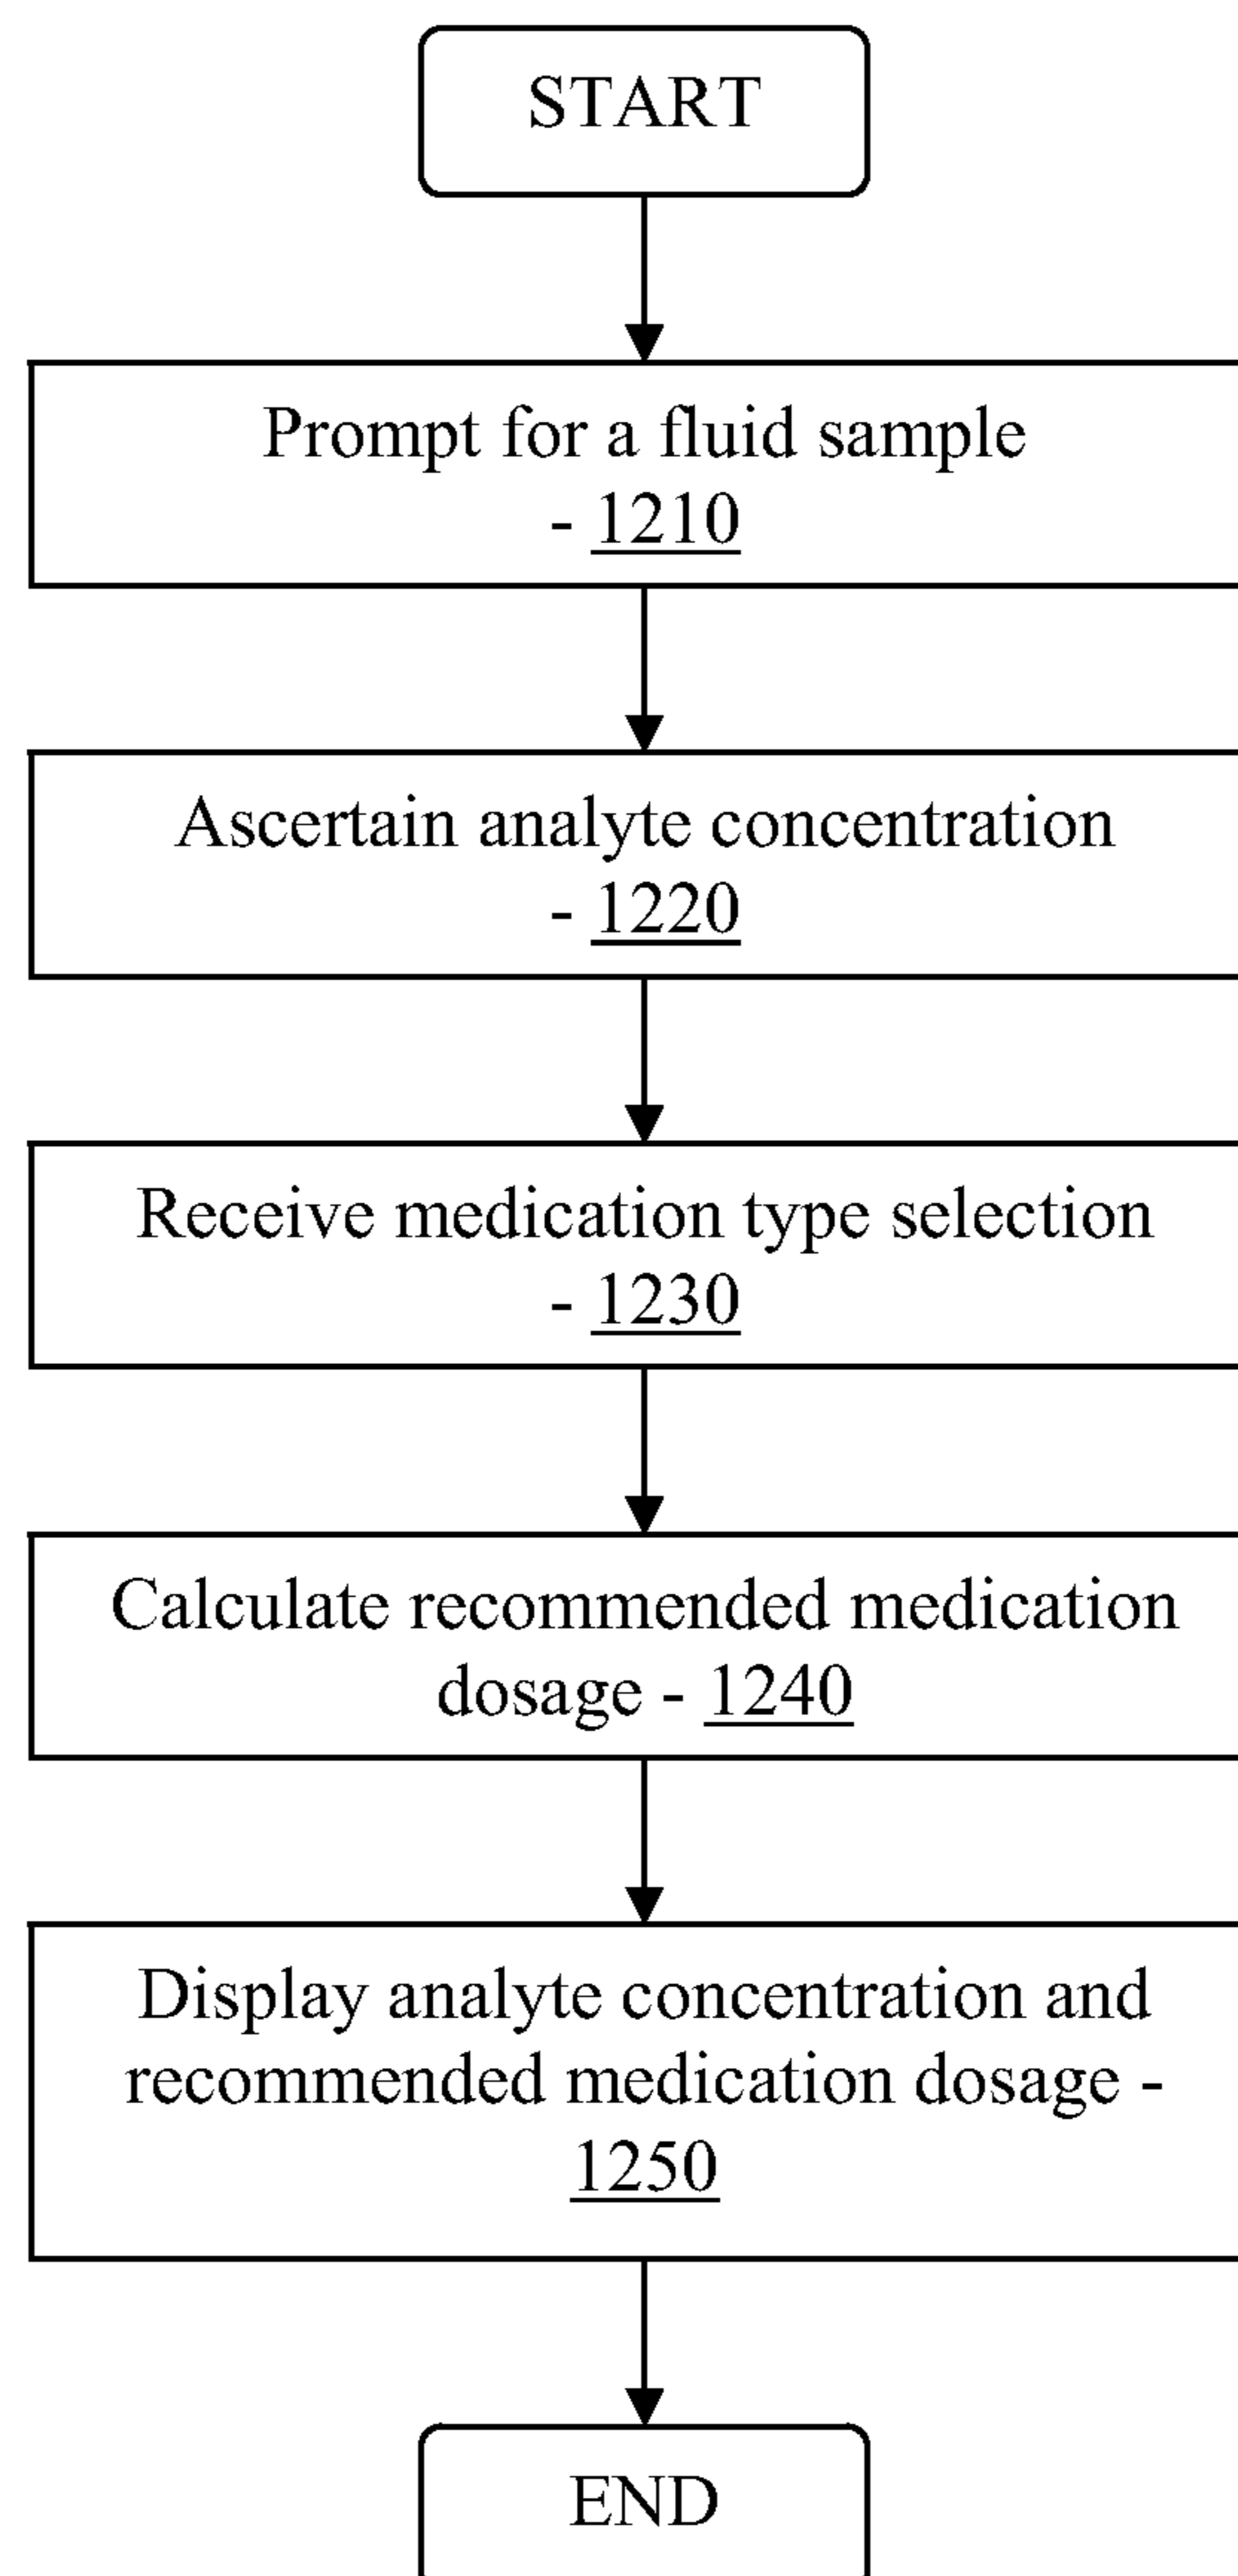 START
Prompt for a fluid sample
- 1210
Ascertain analyte concentration
- 1220
Receive medication type selection
- 1230
Calculate recommended medication
dosage - 1240
Display analyte concentration and
recommended medication dosage -
1250
END